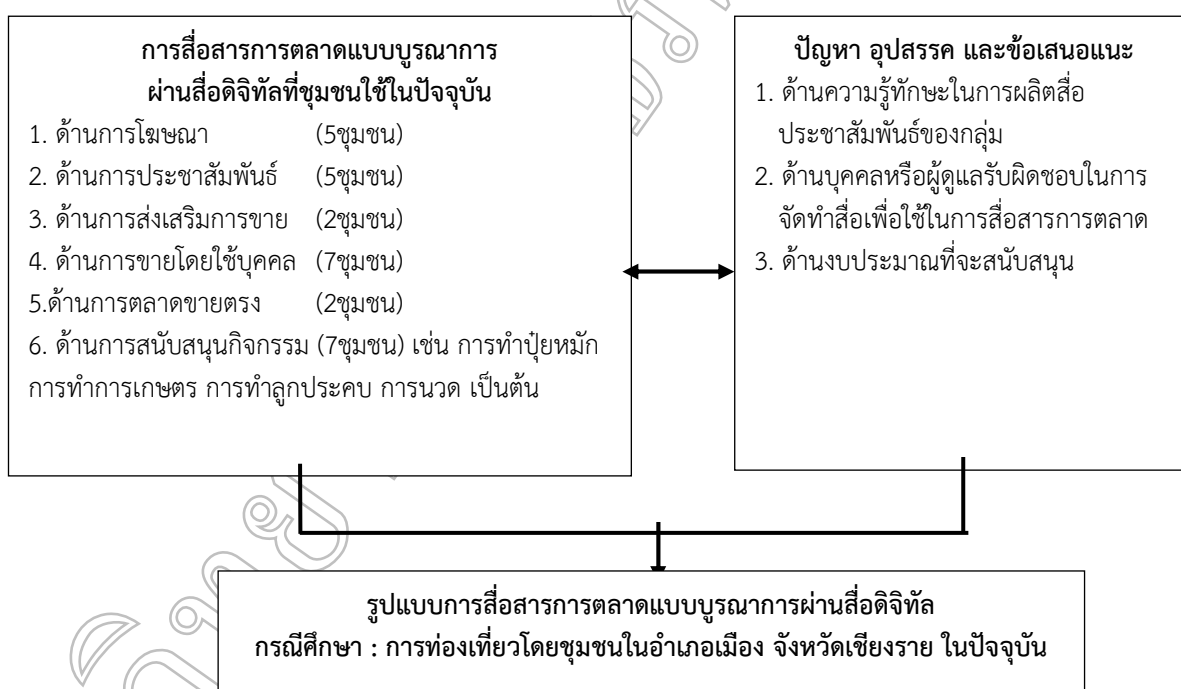 การสื่อสารการตลาดแบบบูรณาการ
ผ่านสื่อดิจิทัลที่ชุมชนใช้ในปัจจุบัน
1. ด้านการโฆษณา (5ชุมชน)
2. ด้านการประชาสัมพันธ์ (5ชุมชน)
3. ด้านการส่งเสริมการขาย (2ชุมชน)
4. ด้านการขายโดยใช้บุคคล (7ชุมชน)
5.ด้านการตลาดขายตรง (2ชุมชน)
6. ด้านการสนับสนุนกิจกรรม (7ชุมชน) เช่น การทำปุ๋ยหมัก
การทำการเกษตร การทำลูกประคบ การนวด เป็นต้น
ปัญหา อุปสรรค และข้อเสนอแนะ
1. ด้านความรู้ทักษะในการผลิตสื่อ
ประชาสัมพันธ์ของกลุ่ม
2. ด้านบุคคลหรือผู้ดูแลรับผิดชอบในการ
จัดทำสื่อเพื่อใช้ในการสื่อสารการตลาด
3. ด้านงบประมาณที่จะสนับสนุน
รูปแบบการสื่อสารการตลาดแบบบูรณาการผ่านสื่อดิจิทัล
กรณีศึกษา : การท่องเที่ยวโดยชุมชนในอำเภอเมือง จังหวัดเชียงราย ในปัจจุบัน